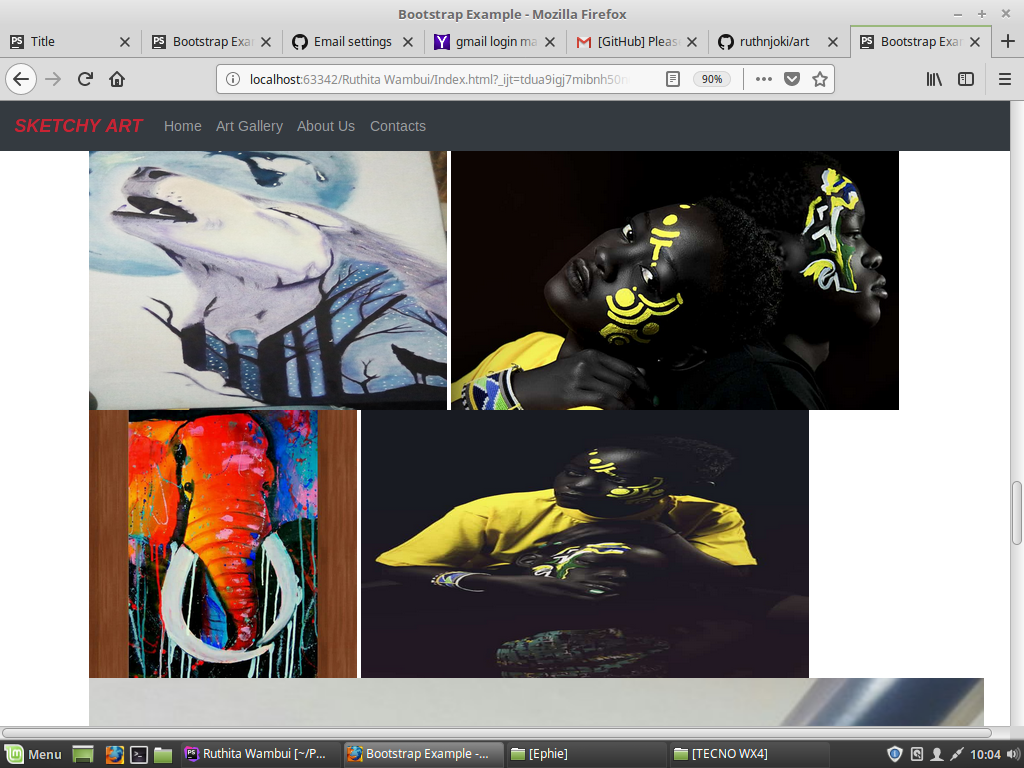 Bootstrap Example - Mozilla Firefox
Title
Bootstrap Exa
Email settings
gmail login ma
[GitHub] Pleas
ruthnjoki/art
Bootstrap Exam
localhost:63342/Ruthita Wambui/Index.html?_ijt=tdua9igj7mibnh50
90%
SKETCHY ART
Home
Art Gallery
About Us
Contacts
Menu
Ruthita Wambui [~/P...
Bootstrap Example -...
[Ephie]
[TECNO WX4]
10:04